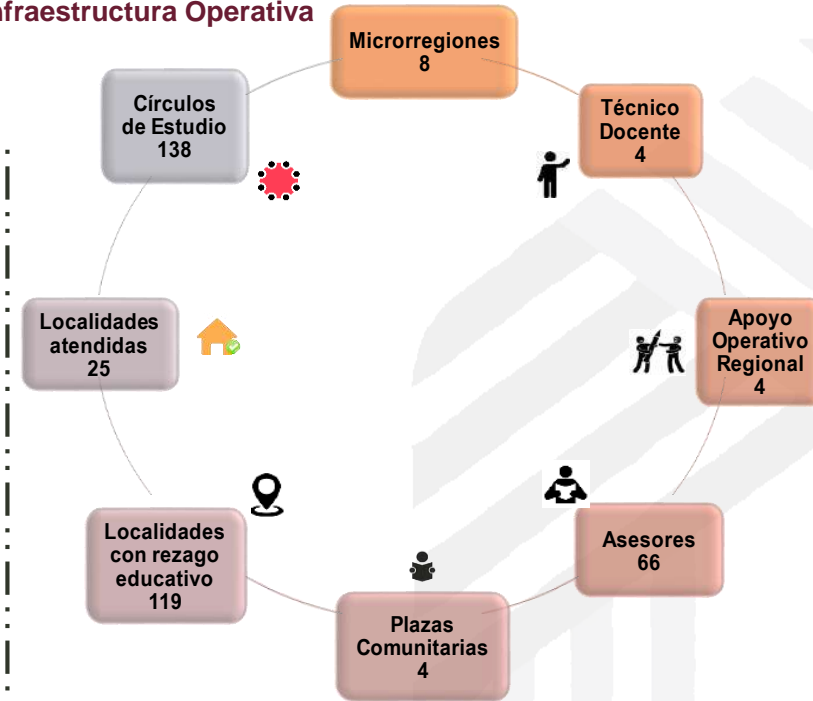 nfraestructura Operativa
Microrregiones
8
Técnico
Docente
4
Apoyo
Operativo
Regional
4
Asesores
66
Plazas
Comunitarias
4
Localidades
con rezago
educativo
119
Localidades
atendidas
25
Círculos
de Estudio
138